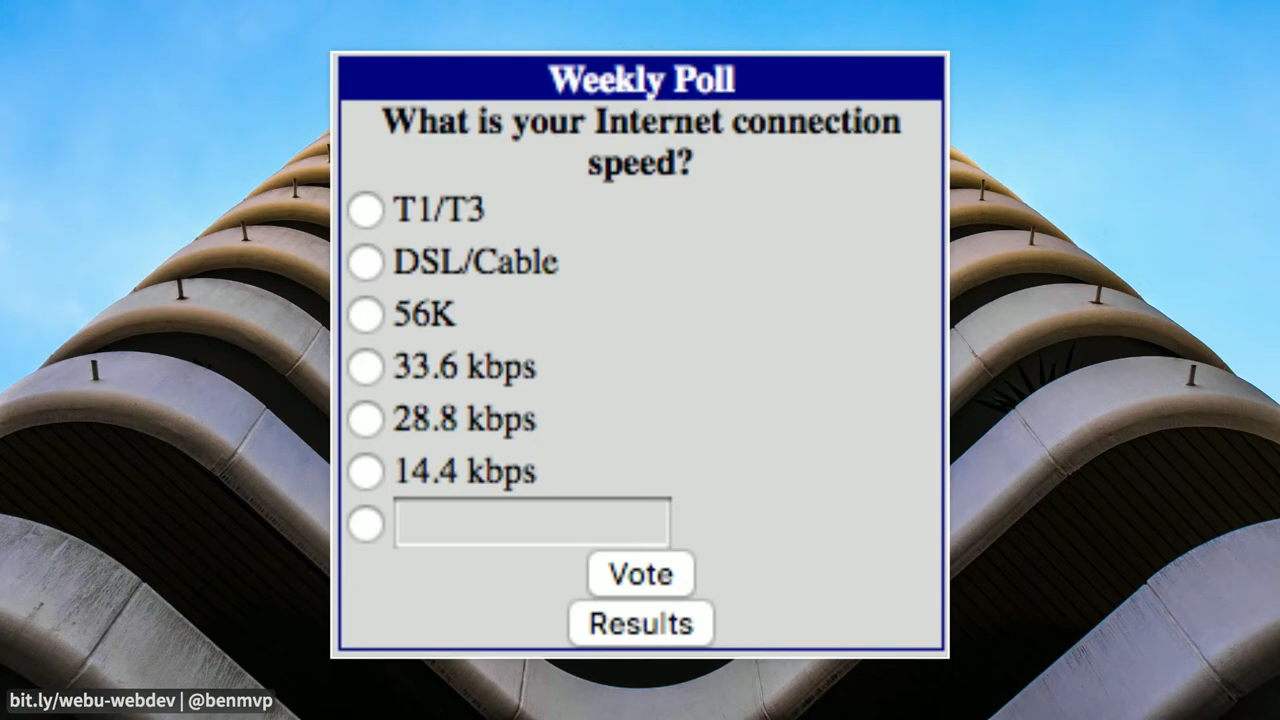 Weekly Poll
What is your Internet connection
speed?
T1/T3
DSL/Cable
56K
33.6 kbps
28.8 kbps
14.4 kbps
Vote
Results
bit.ly/webu-webdev | @benmvp